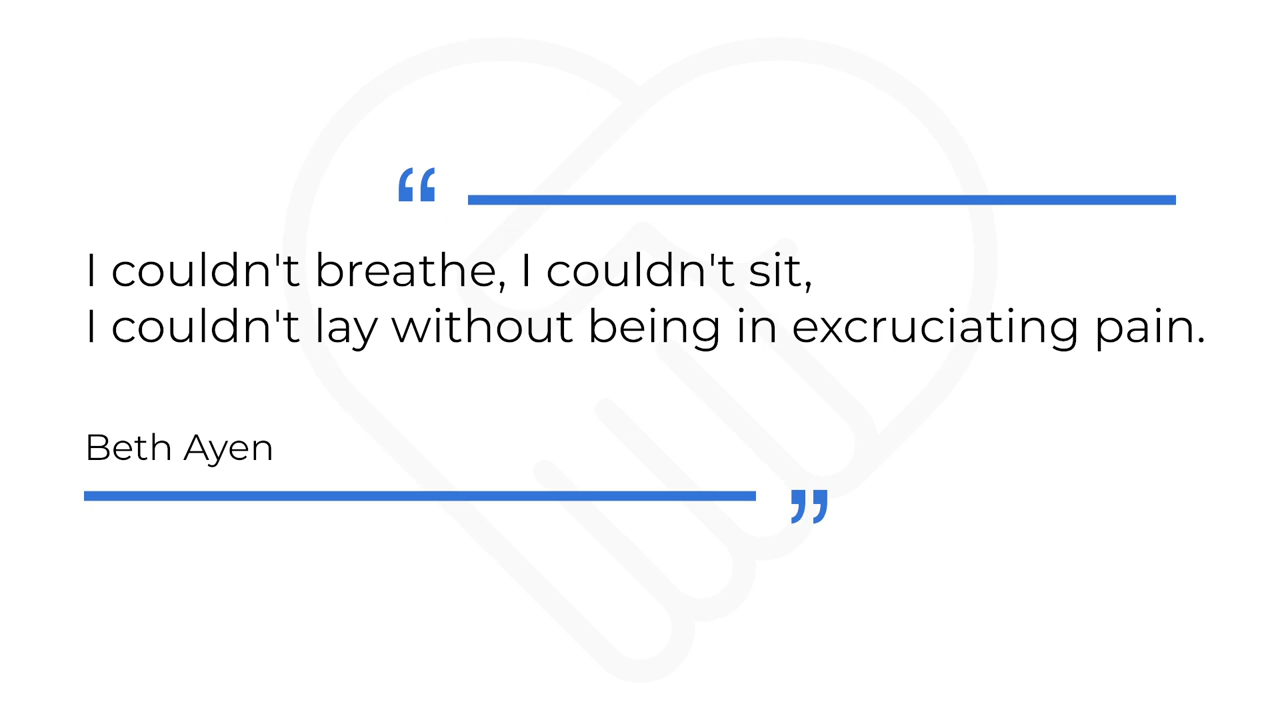 “
I couldn't breathe, I couldn't sit,
I couldn't lay without being in excruciating pain.
Beth Ayen
”